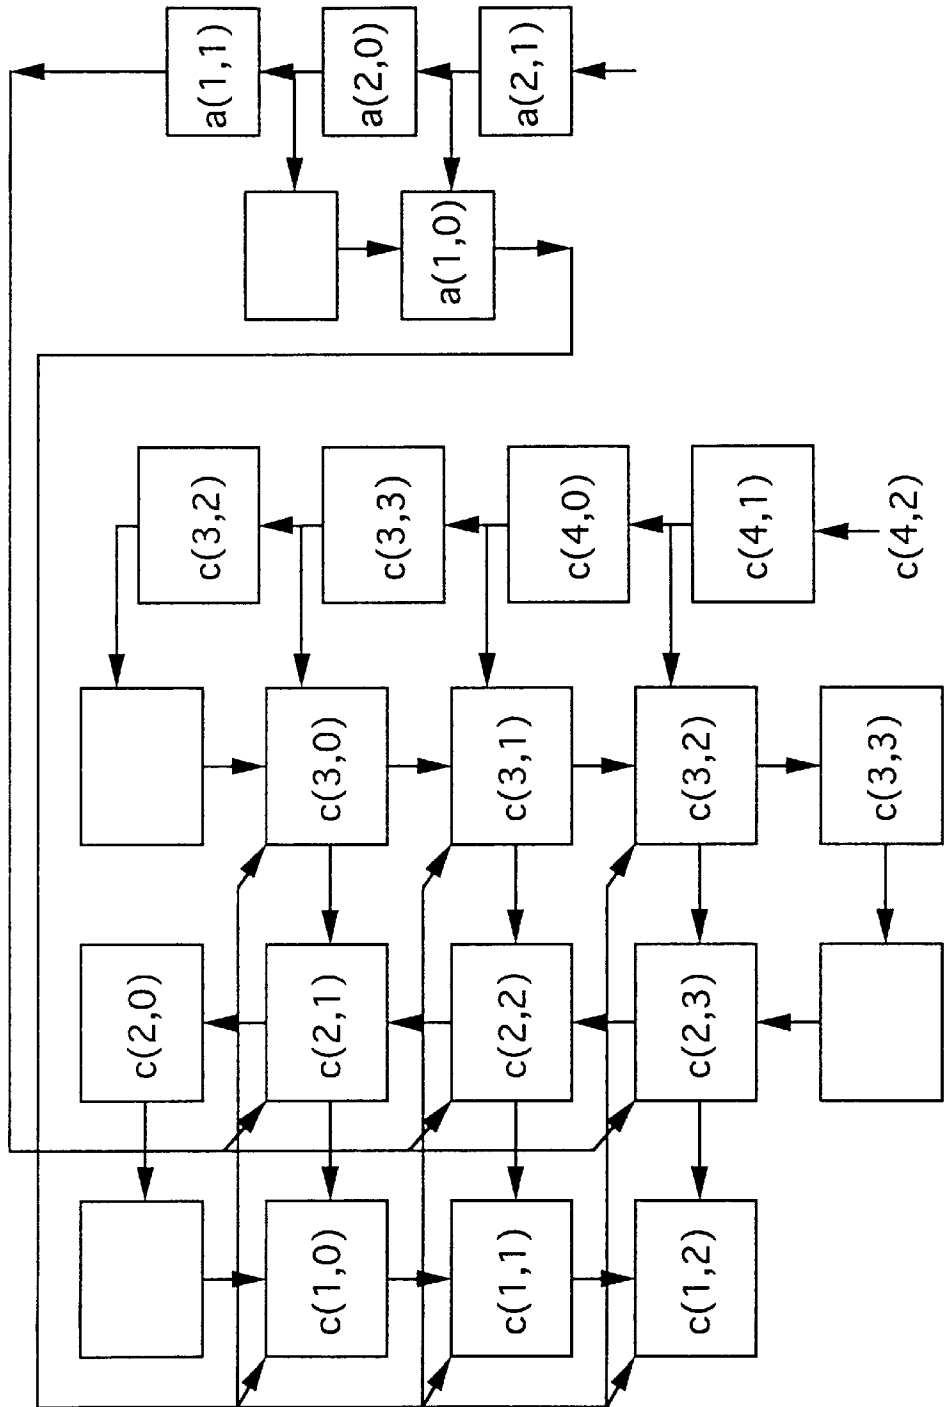 c(1,2)
c(1,1)
c(1,0)
c(2,3)
c(2,2)
c(2,1)
c(2,0)
c(3,3)
c(3,2)
c(3,1)
c(3,0)
c(4,2)
c(4,1)
c(4,0)
c(3,3)
c(3,2)
a(1,0)
a(2,1)
a(2,0)
a(1,1)